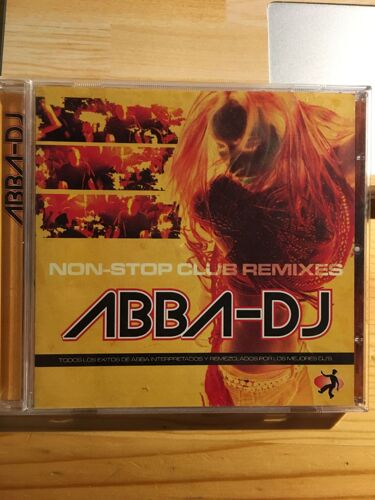 ABBA-DJ
NON-STOP CLUB REMIXES
ABBA-DJ
TODOS LOS EXITOS DE ABBA INTERPRETADOS Y REMEZCLADOS POR LOS MEJORES DJ'S